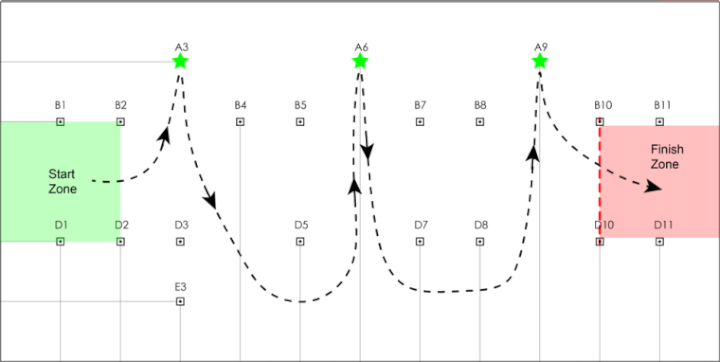 A3 A6 A9
B1 B2 B4 B5 B7 B8 B10 B11
Start
Zone
Finish
Zone
D1 D2 D3 D5 D7 D8 D10 D11
E3